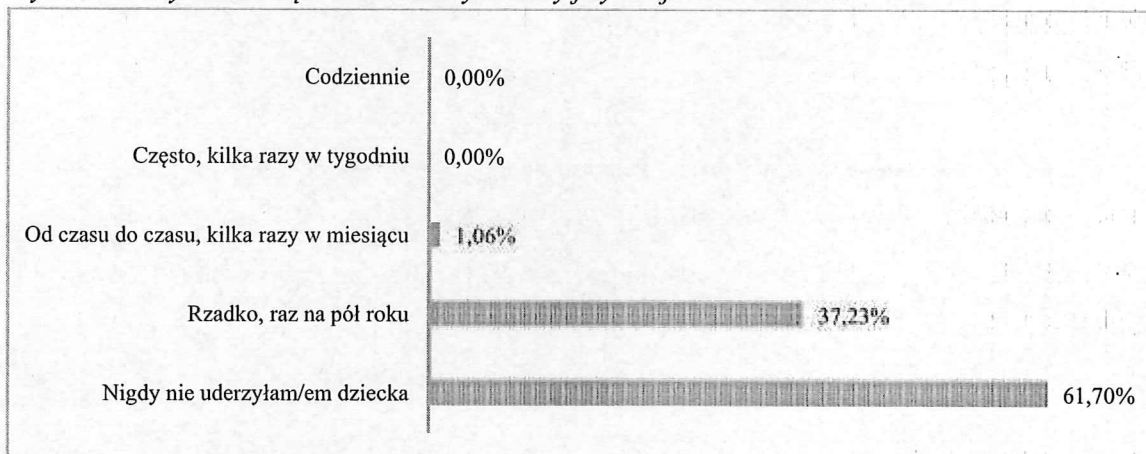 Codziennie 0,00%
Często, kilka razy w tygodniu 0,00%
Od czasu do czasu, kilka razy w miesiącu 1,06%
Rzadko, raz na pół roku 37,23%
Nigdy nie uderzyłam/em dziecka 61,70%